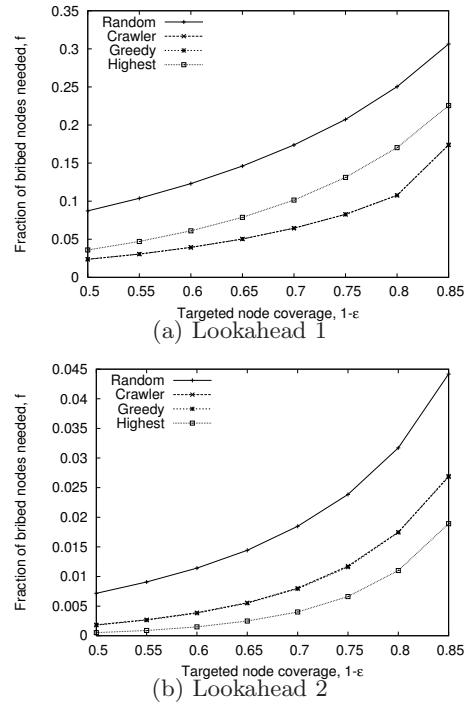 0.35
0.3
0.25
0.2
0.15
0.1
0.05
0
Fraction of bribed nodes needed, f
Random
Crawler
Greedy
Highest
0.5 0.55 0.6 0.65 0.7 0.75 0.8 0.85
Targeted node coverage, 1-ε
(a) Lookahead 1
0.045
0.04
0.035
0.03
0.025
0.02
0.015
0.01
0.005
0
Fraction of bribed nodes needed, f
Random
Crawler
Greedy
Highest
0.5 0.55 0.6 0.65 0.7 0.75 0.8 0.85
Targeted node coverage, 1-ε
(b) Lookahead 2